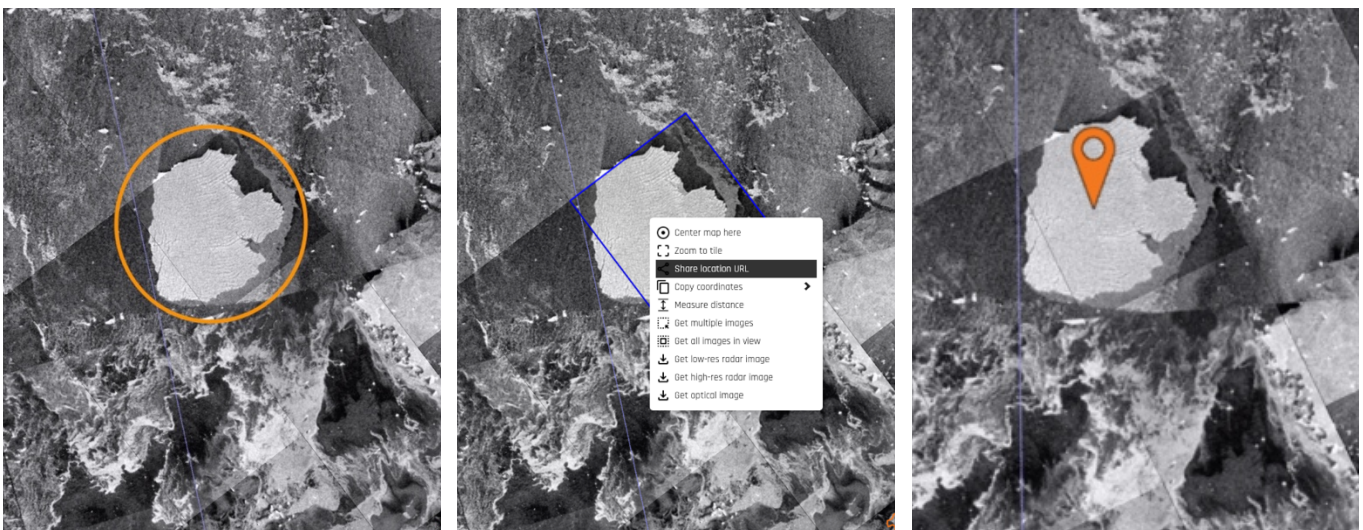 Center map here
Zoom to tile
Share location URL
Copy coordinates
Measure distance
Get multiple images
Get all images in view
Get low-res radar image
Get high-res radar image
Get optical image